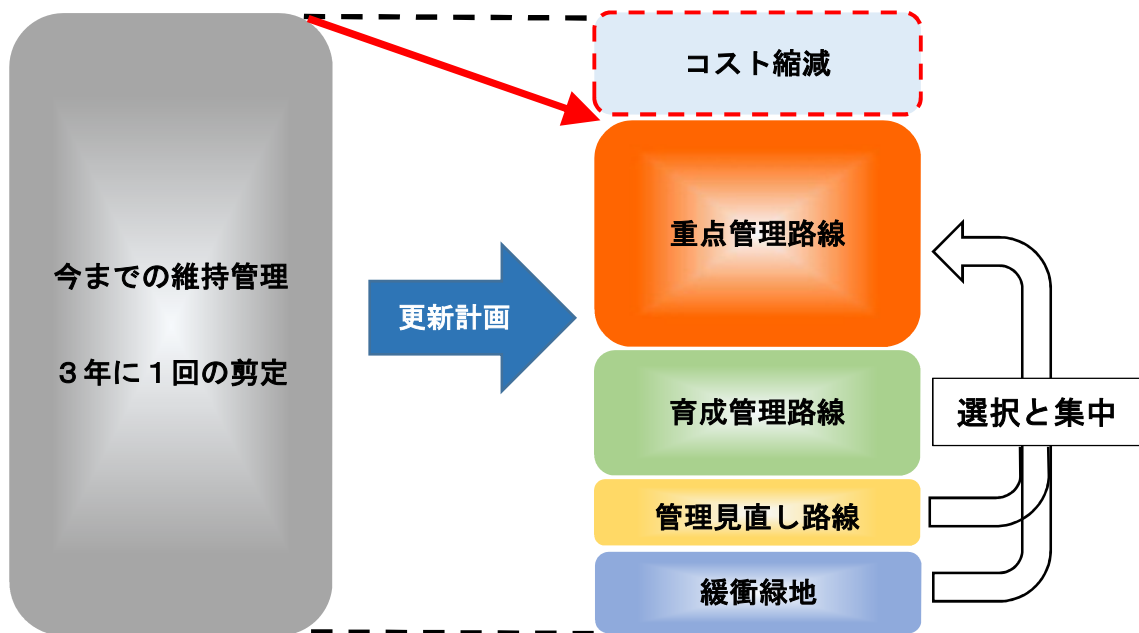 今までの維持管理
３年に１回の剪定
更新計画
コスト縮減
重点管理路線
育成管理路線
管理見直し路線
緩衝緑地
選択と集中